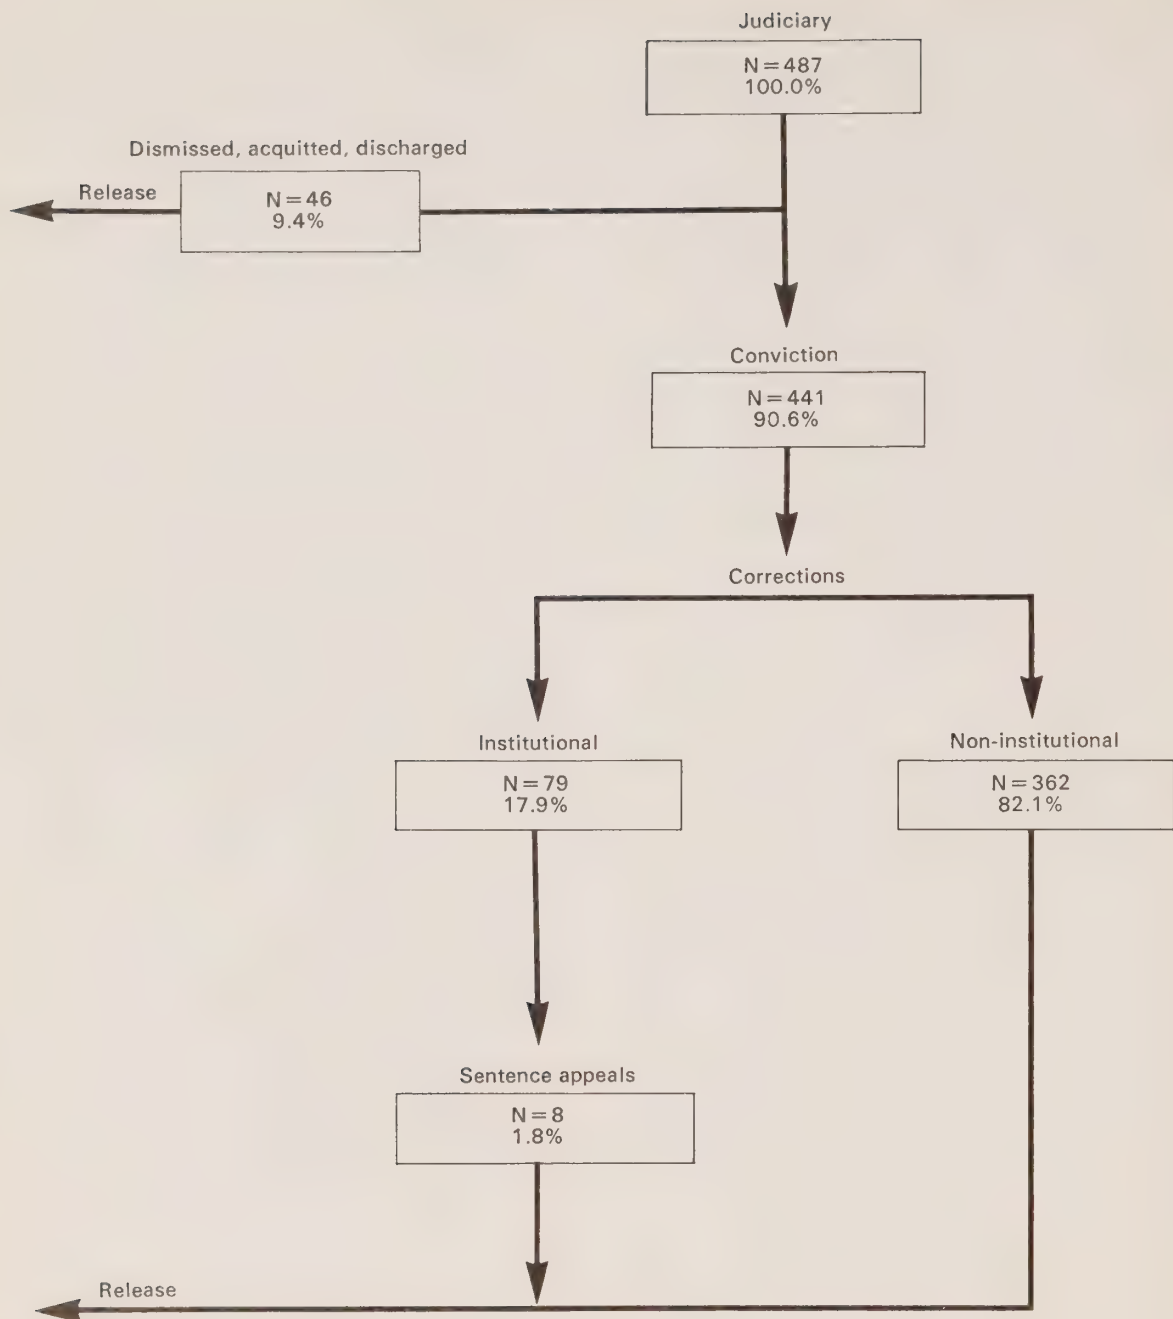 Judiciary
N=487
100.0%
Dismissed, acquitted, discharged
Release
N=46
9.4%
Conviction
N=441
90.6%
Corrections
Institutional
N=79
17.9%
Non-institutional
N=362
82.1%
Sentence appeals
N=8
1.8%
Release